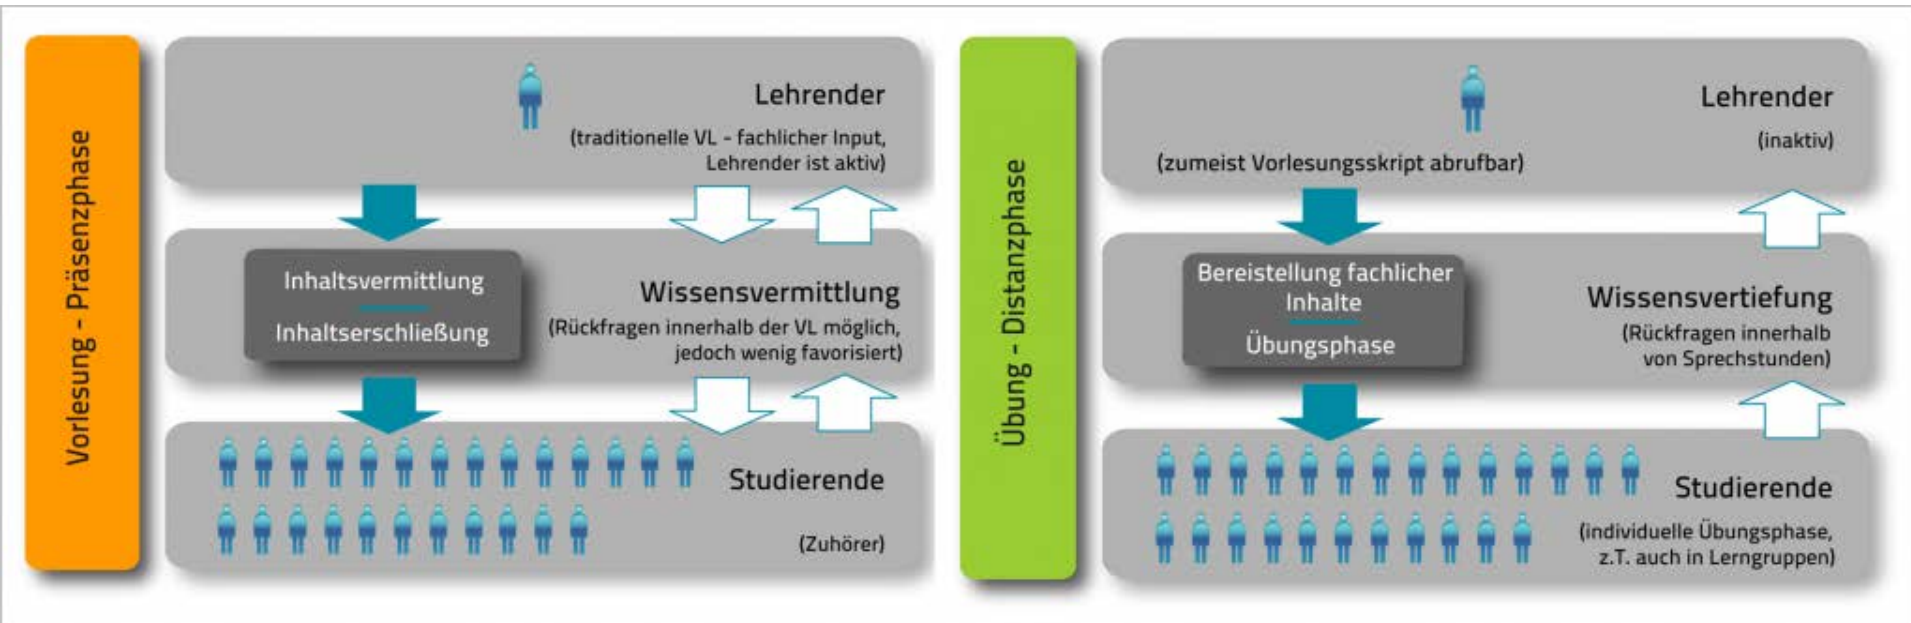 Vorlesung - Präsenzphase
Lehrender
(traditionelle VL - fachlicher Input,
Lehrender ist aktiv)
Inhaltsvermittlung
Inhaltserschließung
Wissensvermittlung
(Rückfragen innerhalb der VL möglich,
jedoch wenig favorisiert)
Studierende
(Zuhörer)
Übung - Distanzphase
Lehrender
(inaktiv)
(zumeist Vorlesungsskript abrufbar)
Bereistellung fachlicher
Inhalte
Übungsphase
Wissensvertiefung
(Rückfragen innerhalb
von Sprechstunden)
Studierende
(individuelle Übungsphase,
z.T. auch in Lerngruppen)